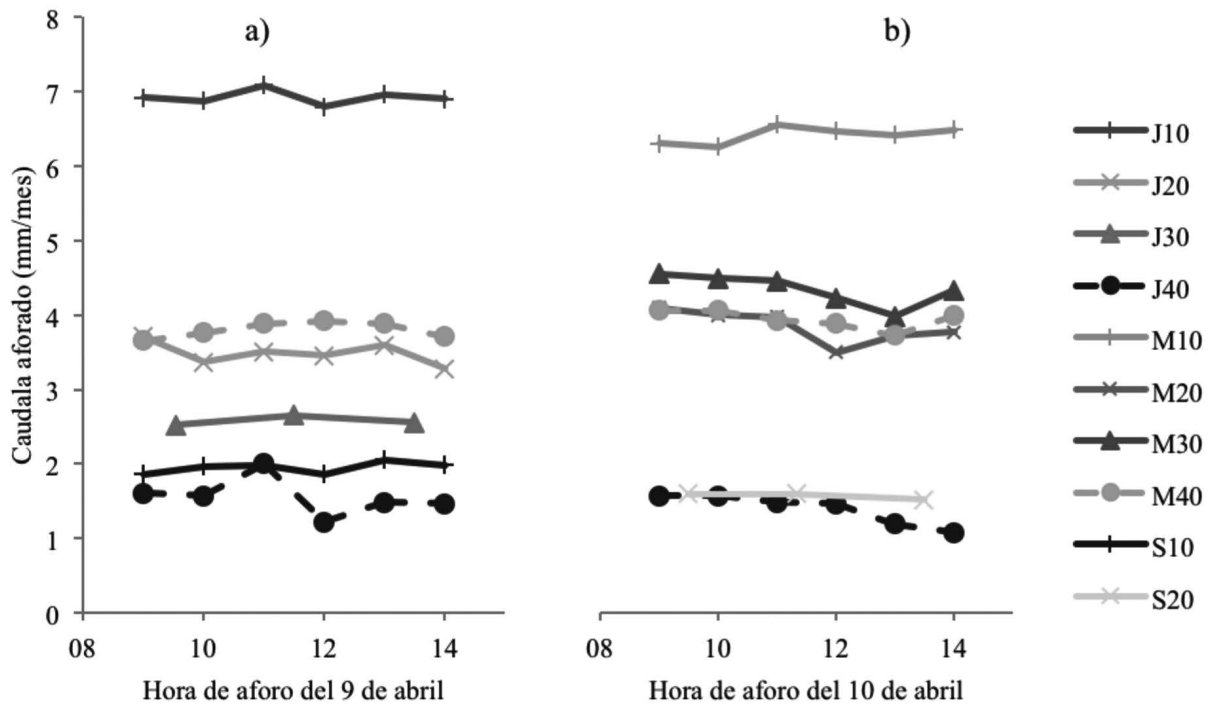 Caudala aforado (mm/mes)
8
7
6
5
4
3
2
1
0
a)
08 10 12 14
Hora de aforo del 9 de abril
b)
08 10 12 14
Hora de aforo del 10 de abril
J10
J20
J30
J40
M10
M20
M30
M40
S10
S20